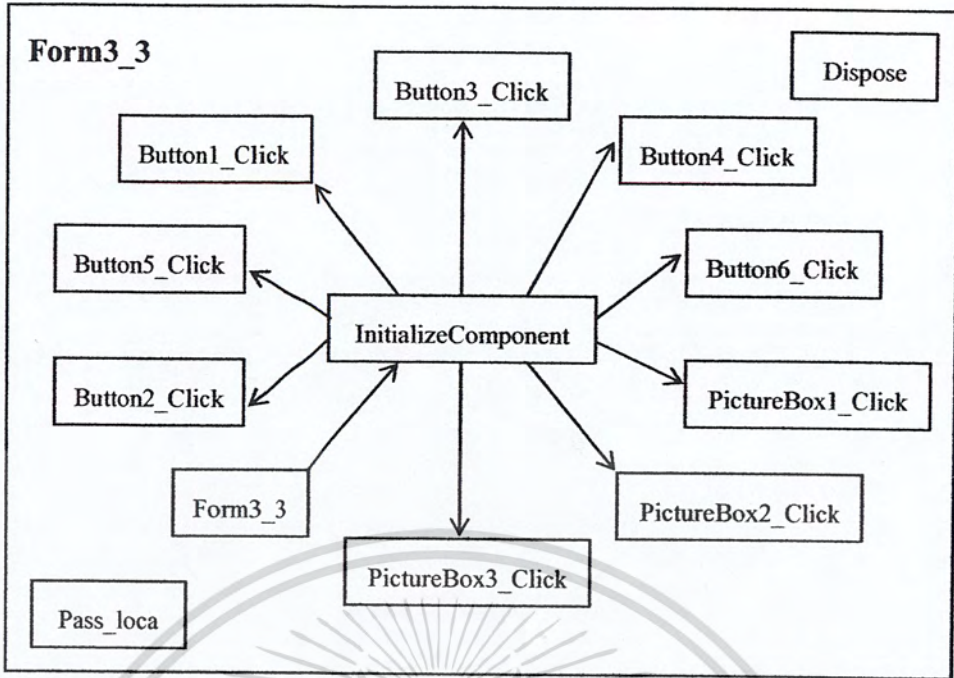 Form3_3
Dispose
Button3_Click
Button1_Click
Button4_Click
Button5_Click
Button6_Click
InitializeComponent
Button2_Click
PictureBox1_Click
Form3_3
PictureBox2_Click
PictureBox3_Click
Pass_loca